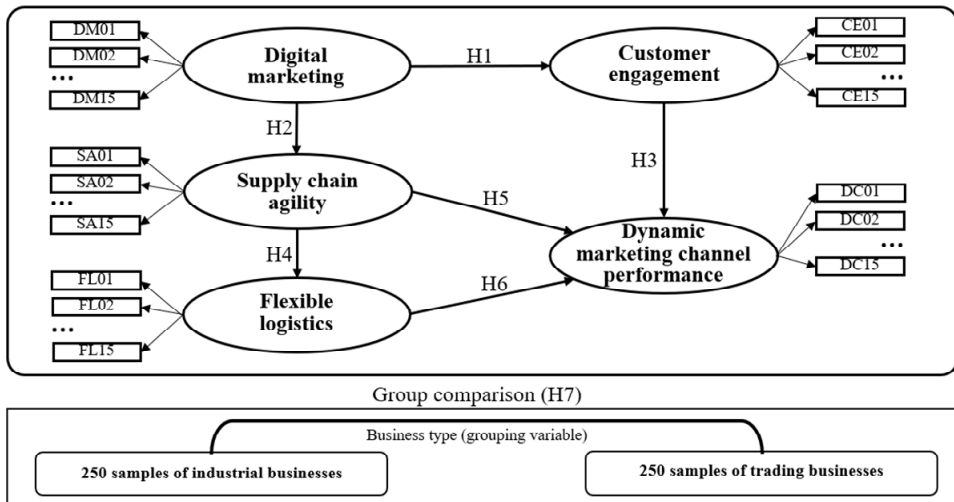 DM01
DM02
...
DM15
Digital
marketing
H1
Customer
engagement
CE01
CE02
...
CE15
H2
H3
SA01
SA02
...
SA15
Supply chain
agility
H5
DC01
DC02
...
DC15
Dynamic
marketing channel
performance
H4
H6
FL01
FL02
...
FL15
Flexible
logistics
Group comparison (H7)
Business type (grouping variable)
250 samples of industrial businesses
250 samples of trading businesses